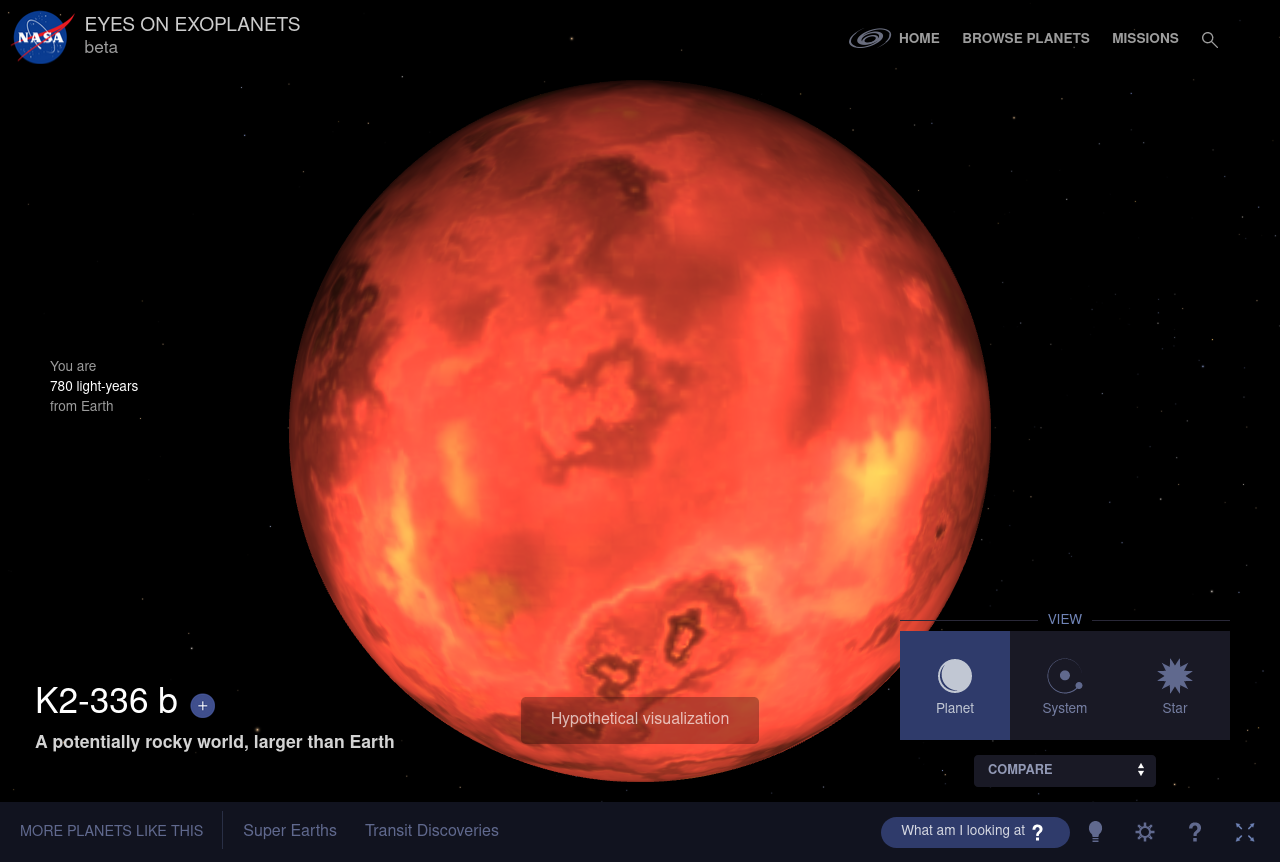 NASA
EYES ON EXOPLANETS
beta
HOME
BROWSE PLANETS
MISSIONS
You are
780 light-years
from Earth
VIEW
Planet
System
Star
K2-336 b +
A potentially rocky world, larger than Earth
Hypothetical visualization
COMPARE
MORE PLANETS LIKE THIS
Super Earths
Transit Discoveries
What am I looking at ?
?